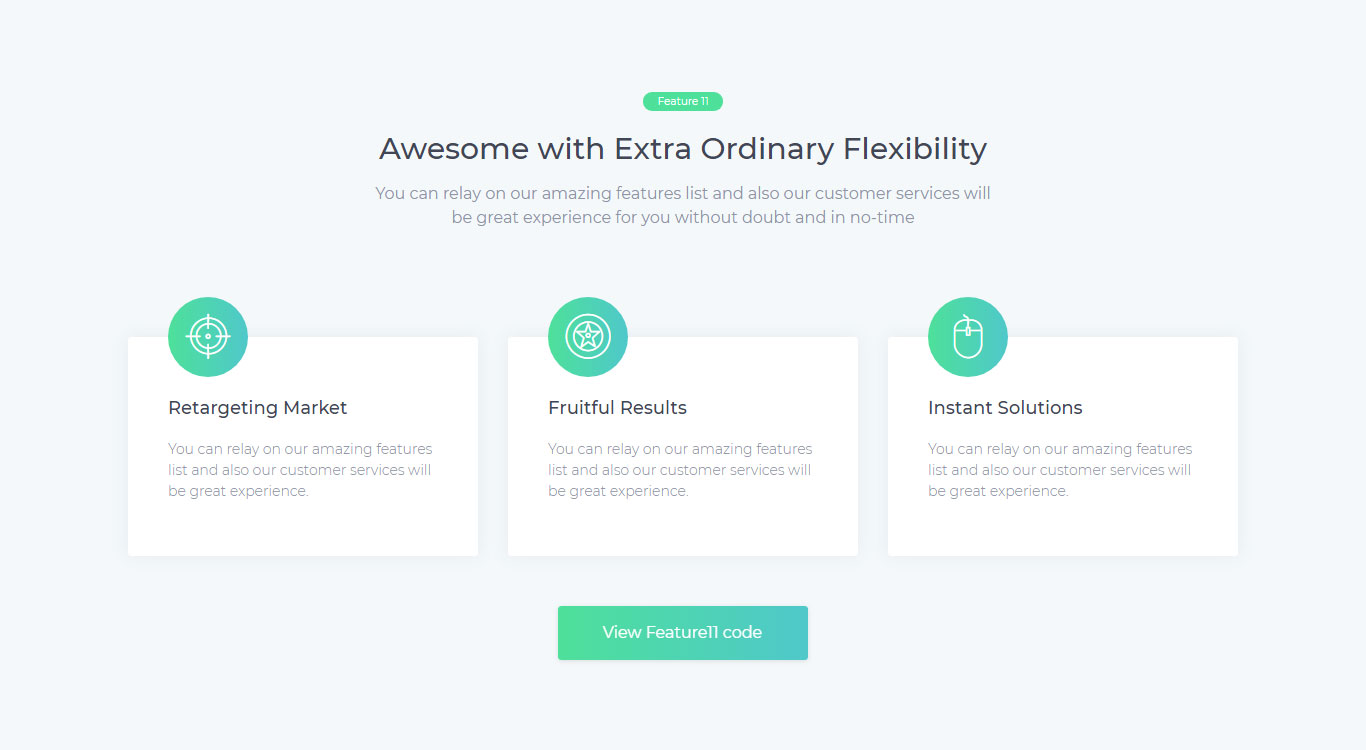 Feature 11
Awesome with Extra Ordinary Flexibility
You can relay on our amazing features list and also our customer services will
be great experience for you without doubt and in no-time
Retargeting Market
You can relay on our amazing features
list and also our customer services will
be great experience.
Fruitful Results
You can relay on our amazing features
list and also our customer services will
be great experience.
Instant Solutions
You can relay on our amazing features
list and also our customer services will
be great experience.
View Feature11 code